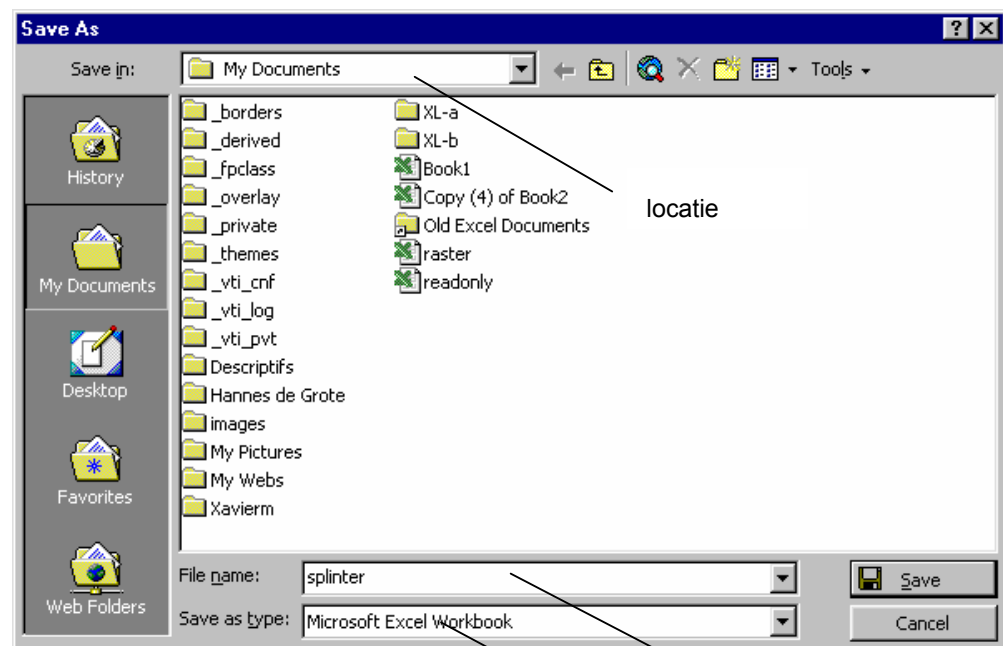 Save As
Save in: My Documents Tools
History
My Documents
Desktop
Favorites
Web Folders
_borders
_derived
_fpclass
_overlay
_private
_themes
_vti_cnf
_vti_log
_vti_pvt
Descriptifs
Hannes de Grote
images
My Pictures
My Webs
Xavierm
XL-a
XL-b
Book1
Copy (4) of Book2
Old Excel Documents
raster
readonly
locatie
File name: splinter Save
Save as type: Microsoft Excel Workbook Cancel